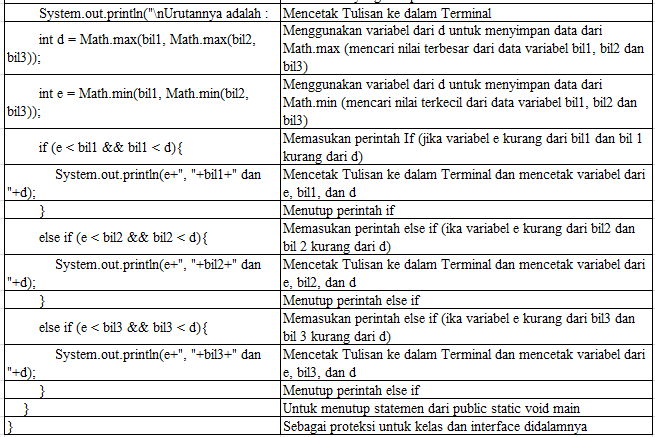 System.out.println("\nUrutannya adalah :
Mencetak Tulisan ke dalam Terminal
int d = Math.max(bil1, Math.max(bil2,
bil3));
Menggunakan variabel dari d untuk menyimpan data dari
Math.max (mencari nilai terbesar dari data variabel bil1, bil2 dan
bil3)
int e = Math.min(bil1, Math.min(bil2,
bil3));
Menggunakan variabel dari d untuk menyimpan data dari
Math.min (mencari nilai terkecil dari data variabel bil1, bil2 dan
bil3)
if (e < bil1 && bil1 < d){
Memasukan perintah If (jika variabel e kurang dari bil1 dan bil 1
kurang dari d)
System.out.println(e+", "+bil1+" dan
"+d);
Mencetak Tulisan ke dalam Terminal dan mencetak variabel dari
e, bil1, dan d
}
Menutup perintah if
else if (e < bil2 && bil2 < d){
Memasukan perintah else if (ika variabel e kurang dari bil2 dan
bil 2 kurang dari d)
System.out.println(e+", "+bil2+" dan
"+d);
Mencetak Tulisan ke dalam Terminal dan mencetak variabel dari
e, bil2, dan d
}
Menutup perintah else if
else if (e < bil3 && bil3 < d){
Memasukan perintah else if (ika variabel e kurang dari bil3 dan
bil 3 kurang dari d)
System.out.println(e+", "+bil3+" dan
"+d);
Mencetak Tulisan ke dalam Terminal dan mencetak variabel dari
e, bil3, dan d
}
Menutup perintah else if
}
Untuk menutup statemen dari public static void main
}
Sebagai proteksi untuk kelas dan interface didalamnya